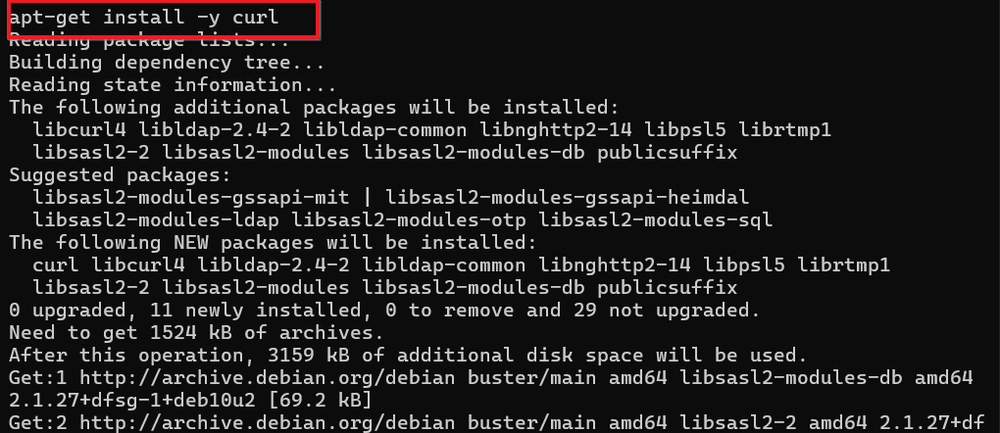 apt-get install -y curl
Reading package lists...
Building dependency tree...
Reading state information...
The following additional packages will be installed:
  libcurl4 libldap-2.4-2 libldap-common libnghttp2-14 libpsl5 librtmp1
  libsasl2-2 libsasl2-modules libsasl2-modules-db publicsuffix
Suggested packages:
  libsasl2-modules-gssapi-mit | libsasl2-modules-gssapi-heimdal
  libsasl2-modules-ldap libsasl2-modules-otp libsasl2-modules-sql
The following NEW packages will be installed:
  curl libcurl4 libldap-2.4-2 libldap-common libnghttp2-14 libpsl5 librtmp1
  libsasl2-2 libsasl2-modules libsasl2-modules-db publicsuffix
0 upgraded, 11 newly installed, 0 to remove and 29 not upgraded.
Need to get 1524 kB of archives.
After this operation, 3159 kB of additional disk space will be used.
Get:1 http://archive.debian.org/debian buster/main amd64 libsasl2-modules-db amd64
2.1.27+dfsg-1+deb10u2 [69.2 kB]
Get:2 http://archive.debian.org/debian buster/main amd64 libsasl2-2 amd64 2.1.27+df